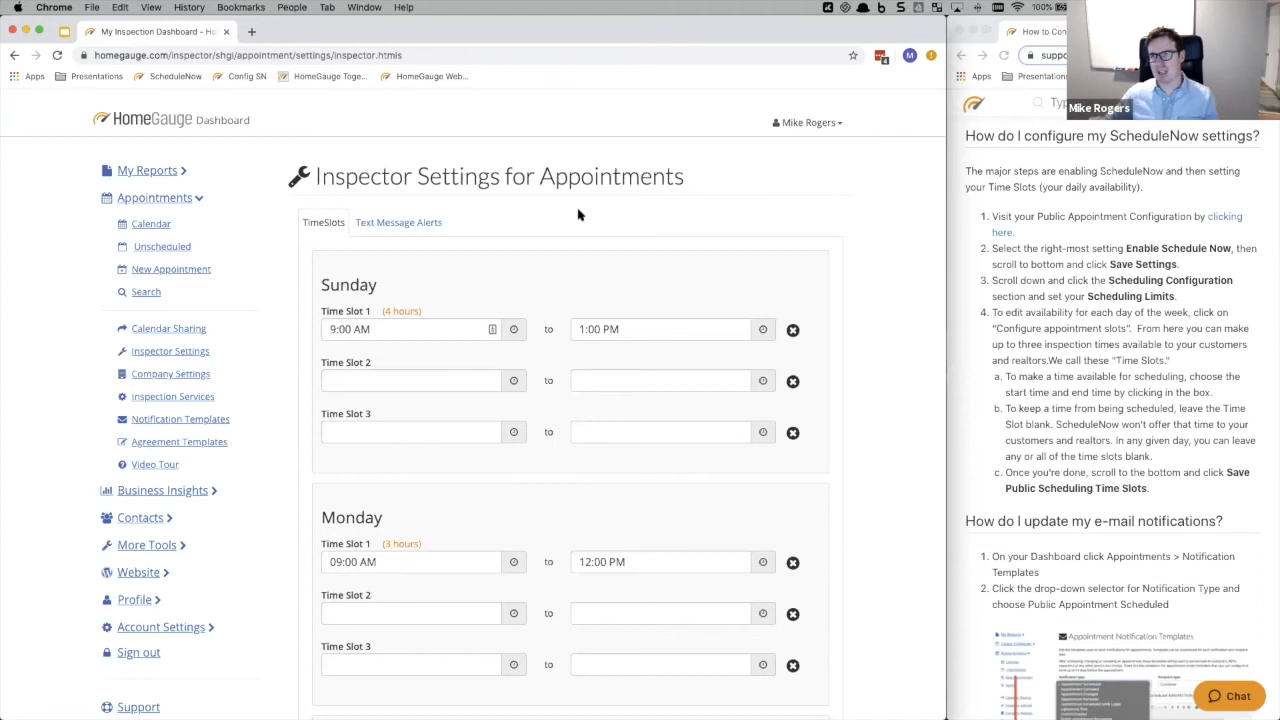 Chrome File Edit View History Bookmarks People Tab Window Help
100%
My Inspection Dashboard - Ho
How to Con
homegauge.com/inspector/shgi/appointment/settings.htmls
suppo
M
Apps Presentations ScheduleNow Config SN HomeGauge Top... HomeGauge Me...
Apps Presentations
HomeGauge Dashboard
Mike Rogers
Mike Rogers
My Reports
Appointments
Calendar
Unscheduled
New Appointment
Search
Calendar Sharing
Inspector Settings
Company Settings
Inspection Services
Notification Templates
Agreement Templates
Video Tour
Business Insights
Contacts
More Tools
Website
Profile
Account Settings
Sign out
Support
Inspector Settings for Appointments
TimeSlots Text Message Alerts
Sunday
Time Slot 1 (4 hours)
9:00 AM to 1:00 PM
Time Slot 2
to
Time Slot 3
to
Monday
Time Slot 1 (3 hours)
9:00 AM to 12:00 PM
Time Slot 2
to
How do I configure my ScheduleNow settings?
The major steps are enabling ScheduleNow and then setting
your Time Slots (your daily availability).
1. Visit your Public Appointment Configuration by clicking
here.
2. Select the right-most setting Enable Schedule Now, then
scroll to bottom and click Save Settings.
3. Scroll down and click the Scheduling Configuration
section and set your Scheduling Limits.
4. To edit availability for each day of the week, click on
“Configure appointment slots”. From here you can make
up to three inspection times available to your customers
and realtors.We call these "Time Slots."
a. To make a time available for scheduling, choose the
start time and end time by clicking in the box.
b. To keep a time from being scheduled, leave the Time
Slot blank. ScheduleNow won't offer that time to your
customers and realtors. In any given day, you can leave
any or all of the time slots blank.
c. Once you're done, scroll to the bottom and click Save
Public Scheduling Time Slots.
How do I update my e-mail notifications?
1. On your Dashboard click Appointments > Notification
Templates
2. Click the drop-down selector for Notification Type and
choose Public Appointment Scheduled
Appointment Notification Templates
Chat